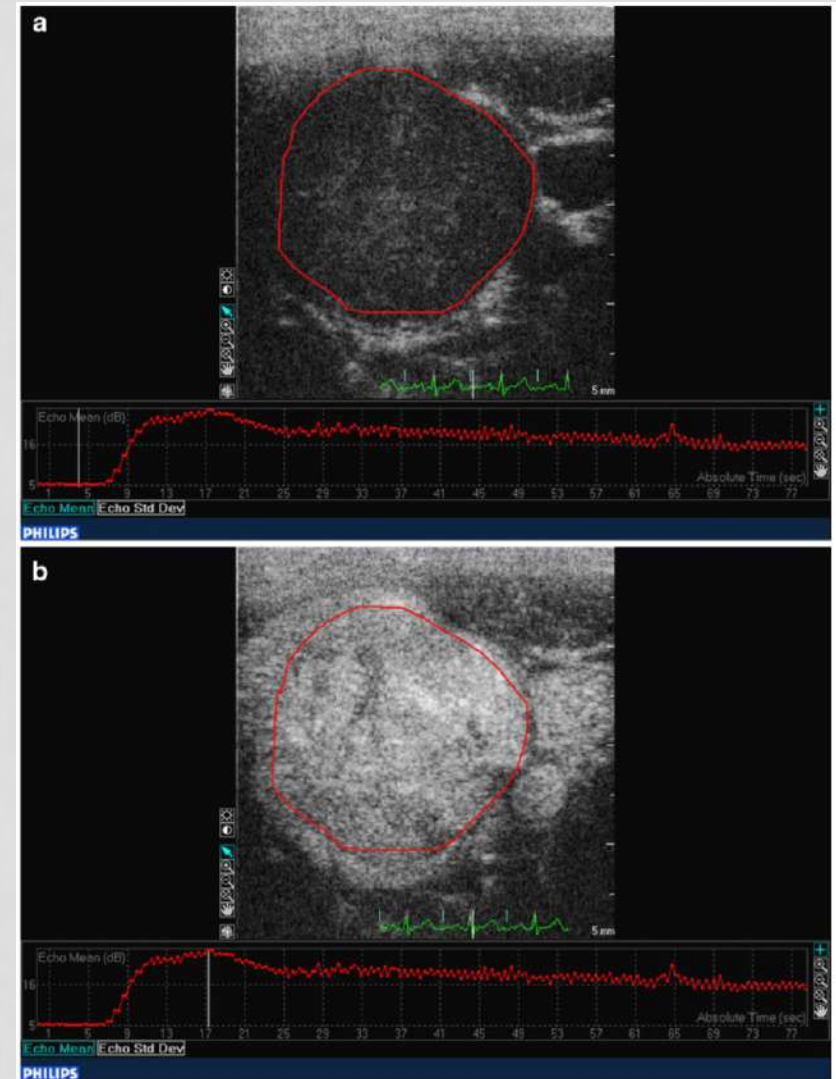 a
5 mm
Echo Mean (dB)
16
Absolute Time (sec)
5
1 5 9 13 17 21 25 29 33 37 41 45 49 53 57 61 65 69 73 77
Echo Mean Echo Std Dev
PHILIPS
b
5 mm
Echo Mean (dB)
16
Absolute Time (sec)
5
1 5 9 13 17 21 25 29 33 37 41 45 49 53 57 61 65 69 73 77
Echo Mean Echo Std Dev
PHILIPS